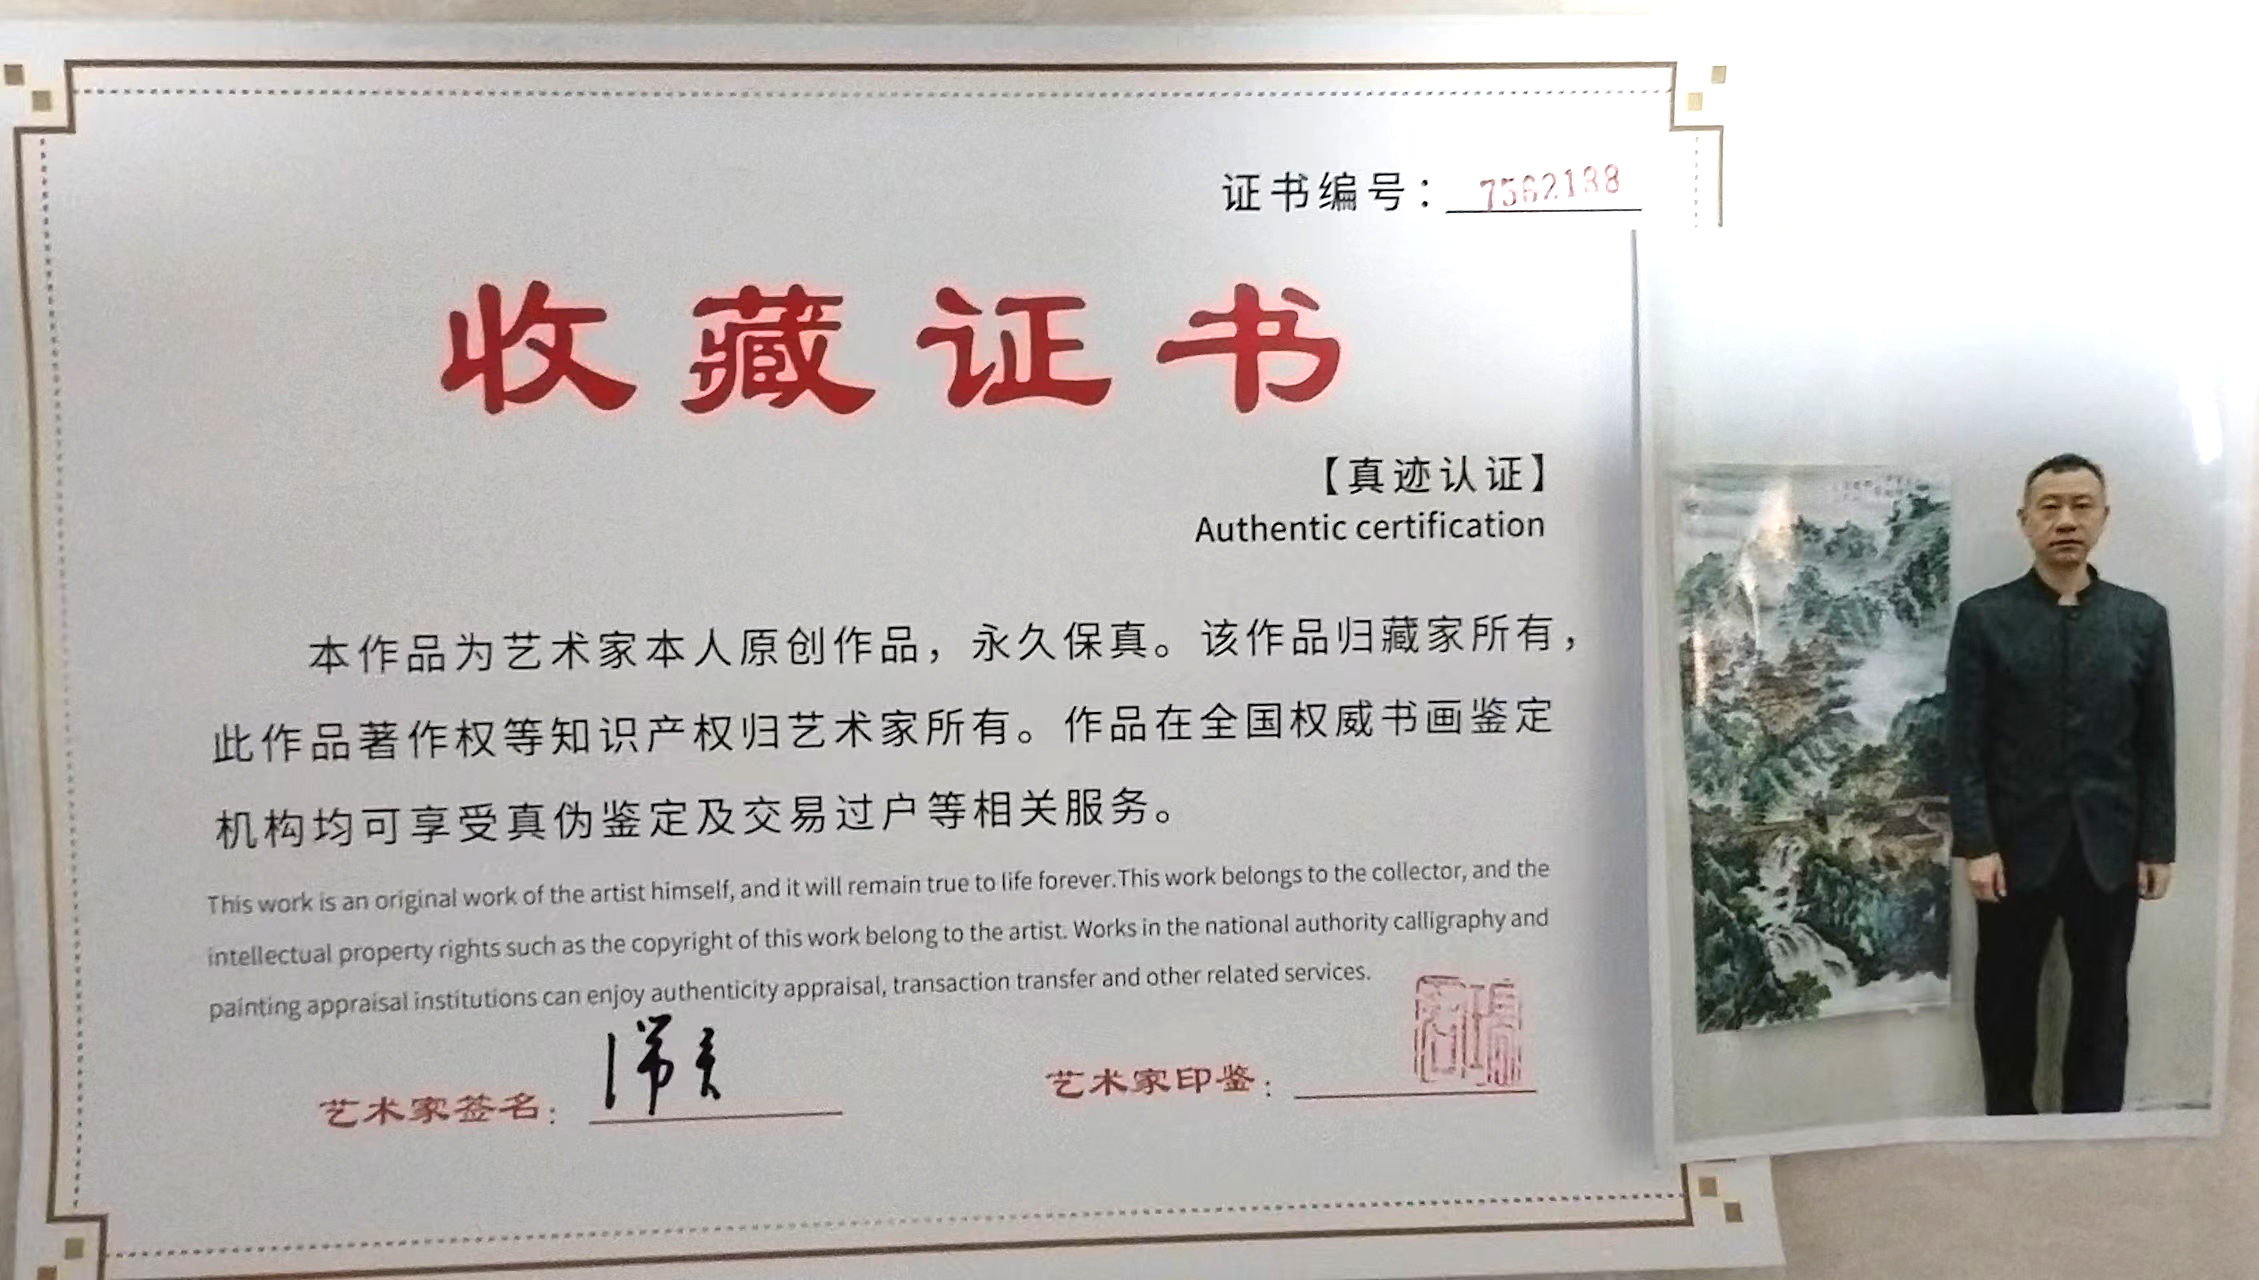 证书编号：7562188
收藏证书
【真迹认证】
Authentic certification
本作品为艺术家本人原创作品，永久保真。该作品归藏家所有，
此作品著作权等知识产权归艺术家所有。作品在全国权威书画鉴定
机构均可享受真伪鉴定及交易过户等相关服务。
This work is an original work of the artist himself, and it will remain true to life forever.This work belongs to the collector, and the
intellectual property rights such as the copyright of this work belong to the artist. Works in the national authority calligraphy and
painting appraisal institutions can enjoy authenticity appraisal, transaction transfer and other related services.
艺术家签名：
艺术家印鉴：